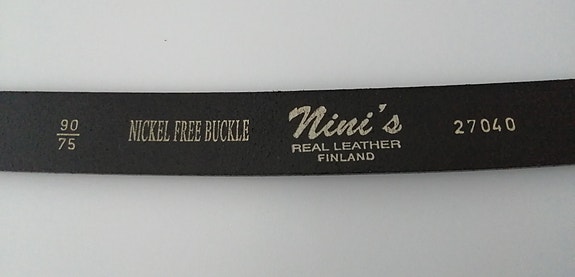 90
75
NICKEL FREE BUCKLE
Nini's
REAL LEATHER
FINLAND
27040